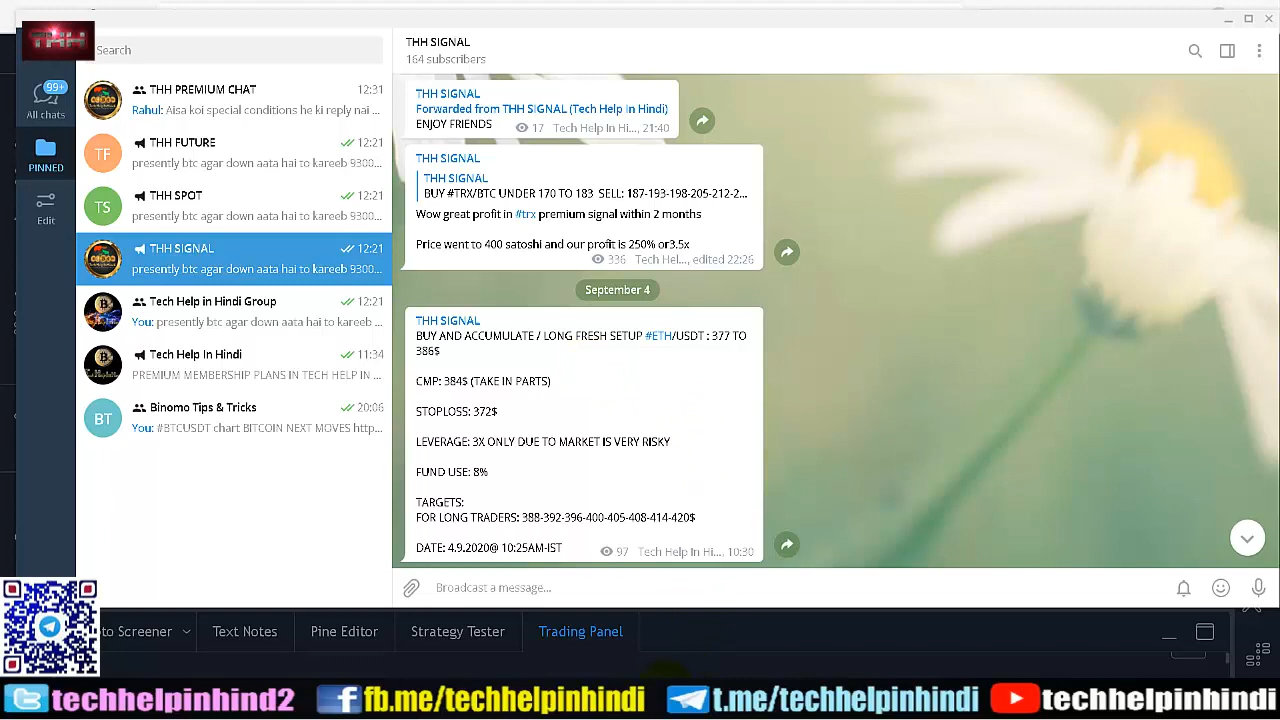 THH
Search
99+
All chats
PINNED
Edit
THH PREMIUM CHAT 12:31
Rahul: Aisa koi special conditions he ki reply nai ...
TF
THH FUTURE 12:21
presently btc agar down aata hai to kareeb 9300...
TS
THH SPOT 12:21
presently btc agar down aata hai to kareeb 9300...
THH SIGNAL 12:21
presently btc agar down aata hai to kareeb 9300...
Tech Help in Hindi Group 12:21
You: presently btc agar down aata hai to kareeb ...
Tech Help In Hindi 11:34
PREMIUM MEMBERSHIP PLANS IN TECH HELP IN ...
BT
Binomo Tips & Tricks 20:06
You: #BTCUSDT chart BITCOIN NEXT MOVES http...
THH SIGNAL
164 subscribers
THH SIGNAL
Forwarded from THH SIGNAL (Tech Help In Hindi)
ENJOY FRIENDS 17 Tech Help In Hi..., 21:40
THH SIGNAL
THH SIGNAL
BUY #TRX/BTC UNDER 170 TO 183 SELL: 187-193-198-205-212-2...
Wow great profit in #trx premium signal within 2 months
Price went to 400 satoshi and our profit is 250% or3.5x
336 Tech Hel..., edited 22:26
September 4
THH SIGNAL
BUY AND ACCUMULATE / LONG FRESH SETUP #ETH/USDT : 377 TO
386$
CMP: 384$ (TAKE IN PARTS)
STOPLOSS: 372$
LEVERAGE: 3X ONLY DUE TO MARKET IS VERY RISKY
FUND USE: 8%
TARGETS:
FOR LONG TRADERS: 388-392-396-400-405-408-414-420$
DATE: 4.9.2020@ 10:25AM-IST 97 Tech Help In Hi..., 10:30
Broadcast a message...
to Screener Text Notes Pine Editor Strategy Tester Trading Panel
techhelpinhind2 fb.me/techhelpinhindi t.me/techhelpinhindi techhelpinhindi